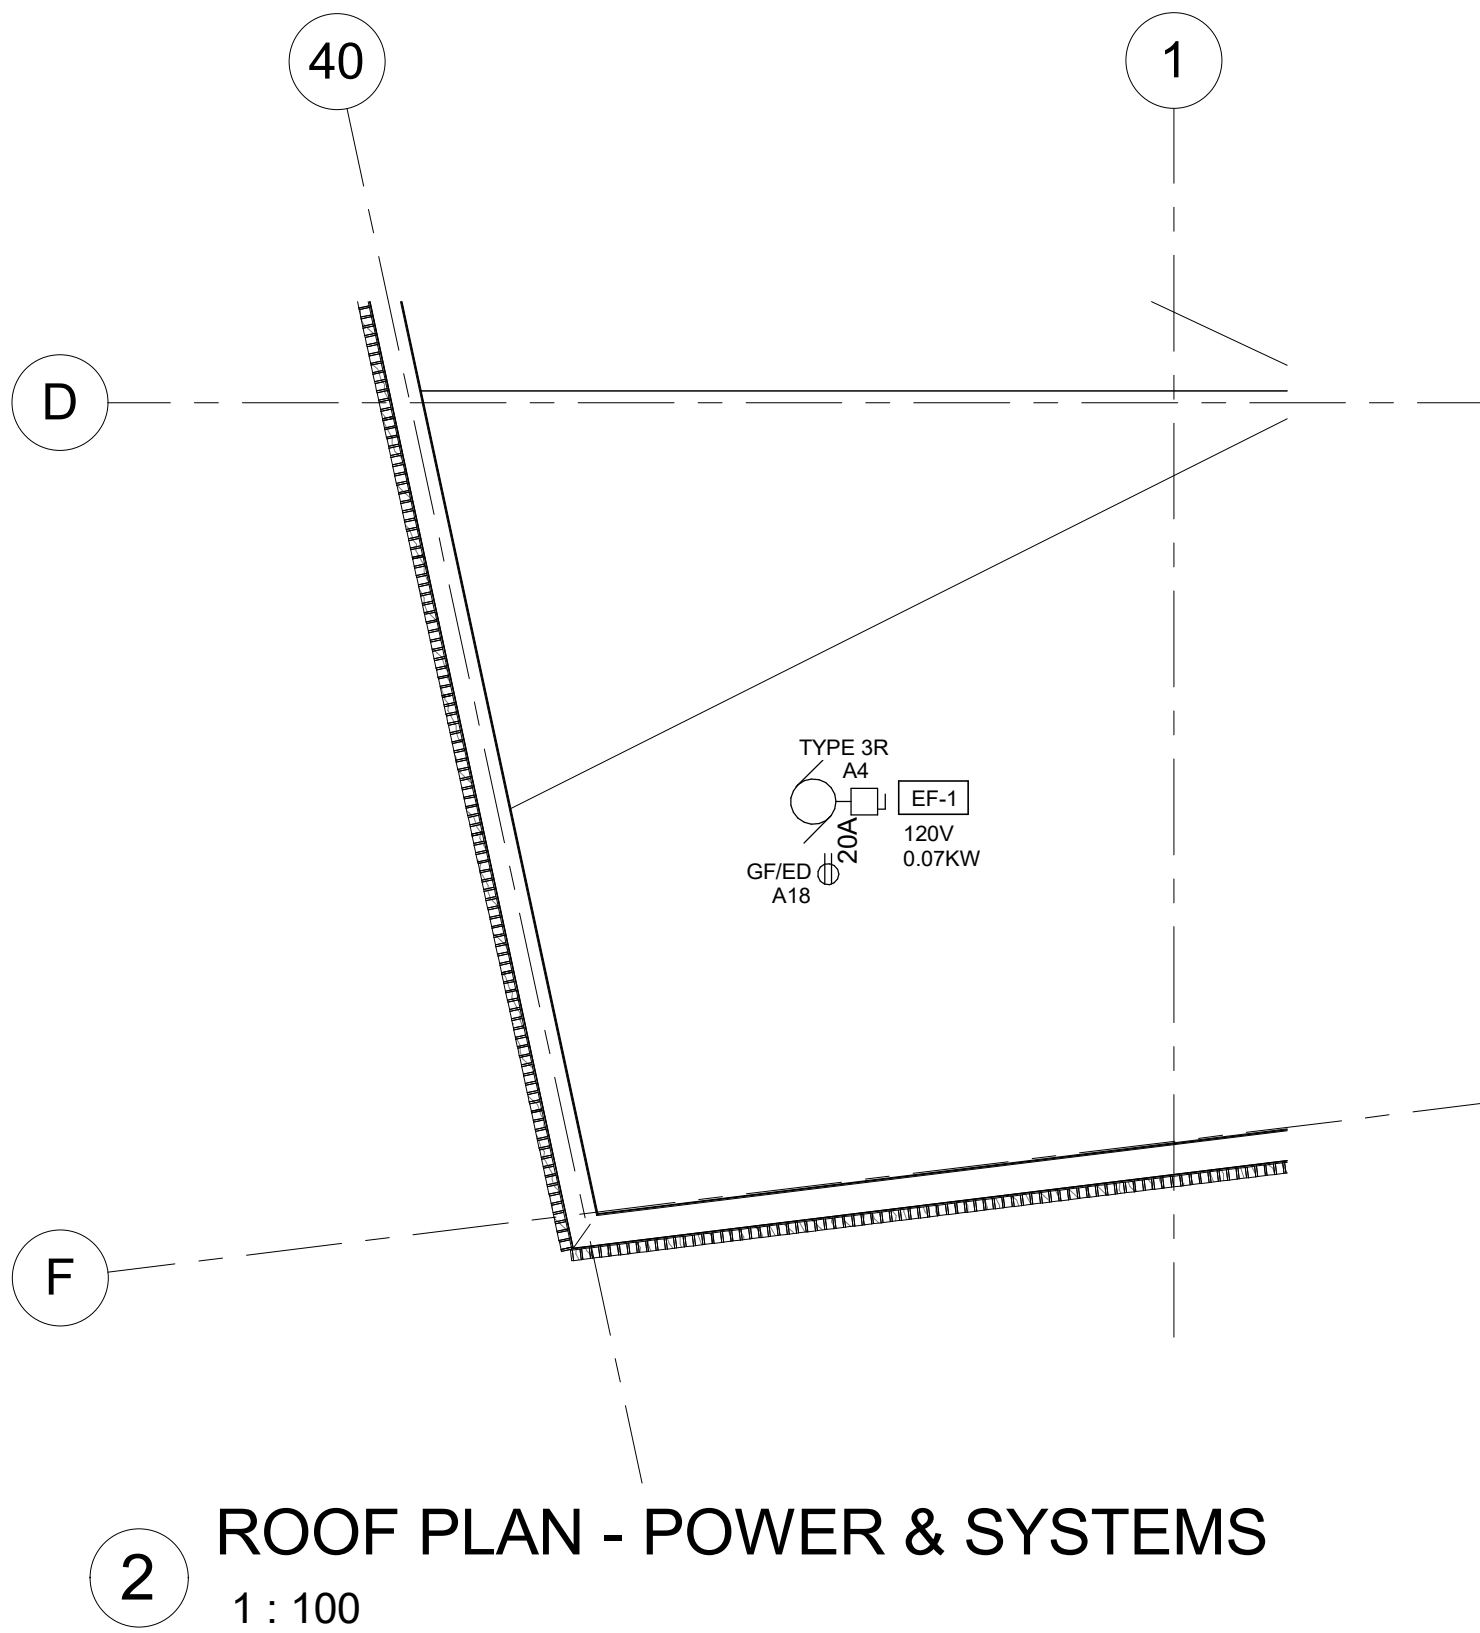 40
1
D
TYPE 3R
A4
EF-1
20A
120V
0.07KW
GF/ED
A18
F
2
ROOF PLAN - POWER & SYSTEMS
1 : 100